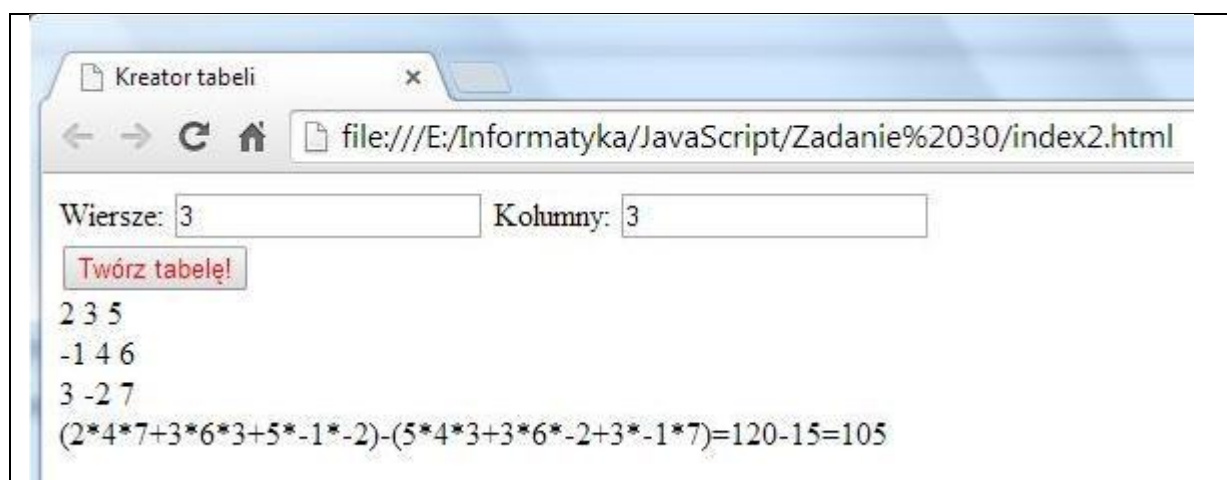 Kreator tabeli
file:///E:/Informatyka/JavaScript/Zadanie%2030/index2.html
Wiersze: 3 Kolumny: 3
Twórz tabelę!
2 3 5
-1 4 6
3 -2 7
(2*4*7+3*6*3+5*-1*-2)-(5*4*3+3*6*-2+3*-1*7)=120-15=105